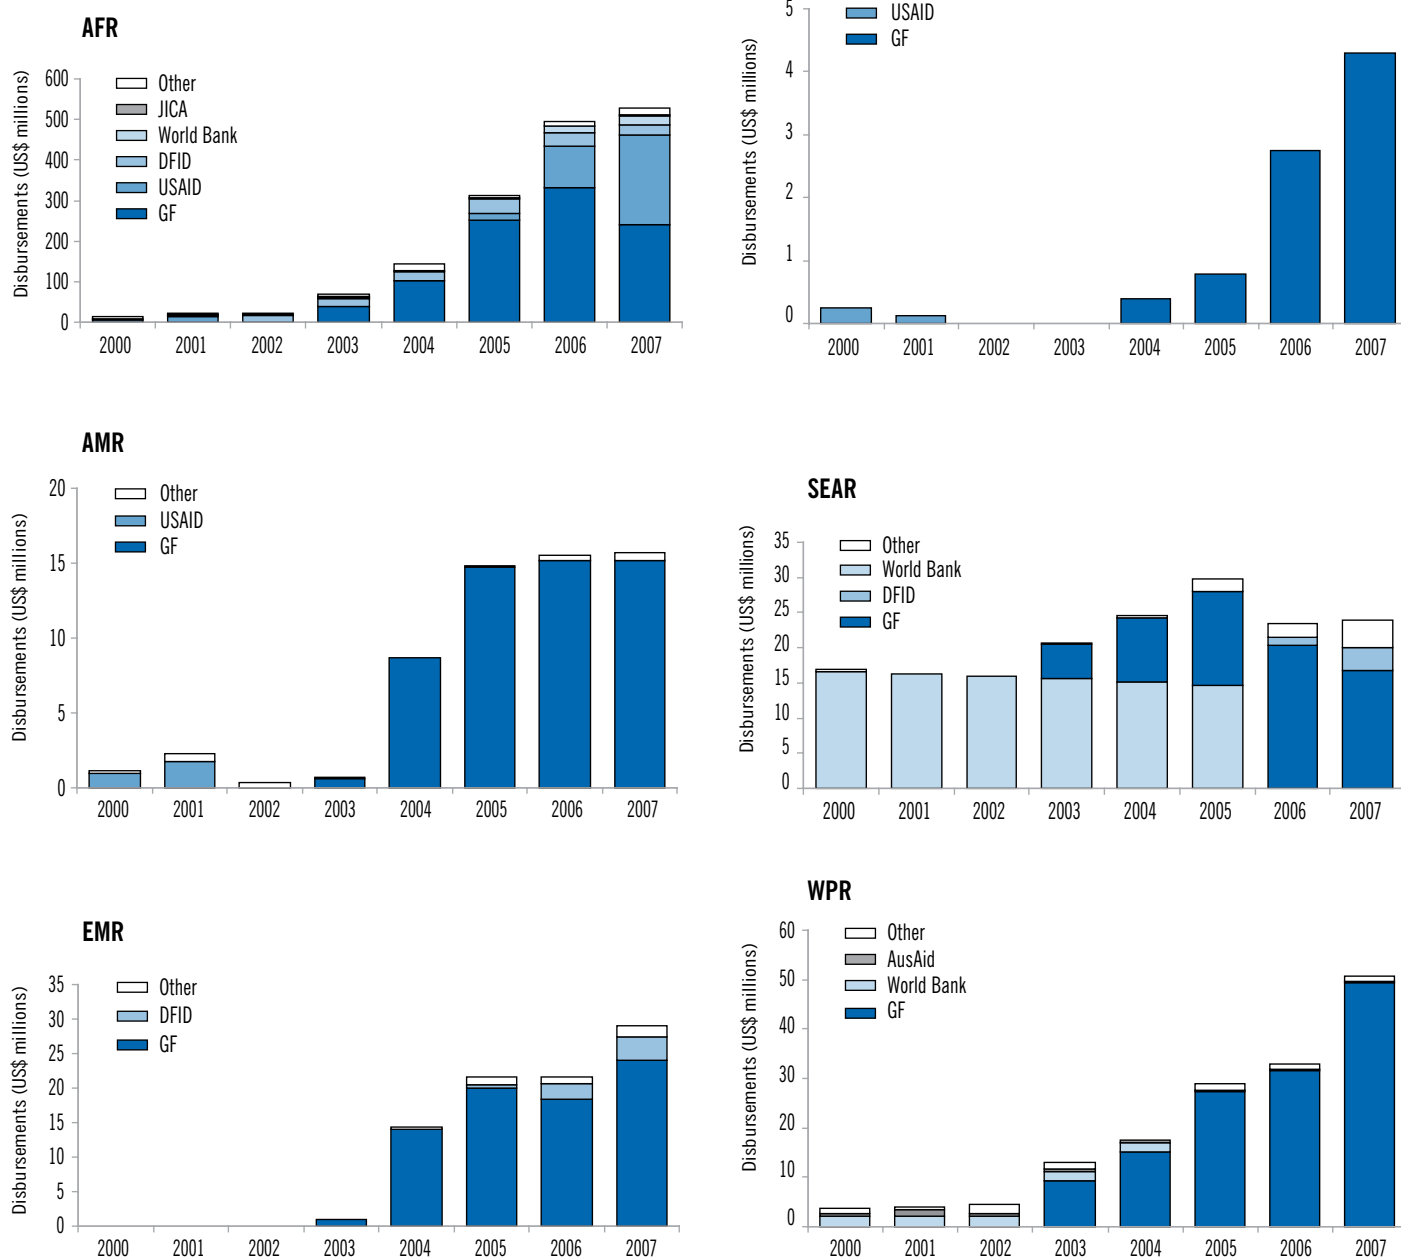 AFR
Disbursements (US$ millions)
600
500
400
300
200
100
0
Other
JICA
World Bank
DFID
USAID
GF
2000 2001 2002 2003 2004 2005 2006 2007
Disbursements (US$ millions)
5
4
3
2
1
0
USAID
GF
2000 2001 2002 2003 2004 2005 2006 2007
AMR
Disbursements (US$ millions)
20
15
10
5
0
Other
USAID
GF
2000 2001 2002 2003 2004 2005 2006 2007
SEAR
Disbursements (US$ millions)
35
30
25
20
15
10
5
0
Other
World Bank
DFID
GF
2000 2001 2002 2003 2004 2005 2006 2007
EMR
Disbursements (US$ millions)
35
30
25
20
15
10
5
0
Other
DFID
GF
2000 2001 2002 2003 2004 2005 2006 2007
WPR
Disbursements (US$ millions)
60
50
40
30
20
10
0
Other
AusAid
World Bank
GF
2000 2001 2002 2003 2004 2005 2006 2007